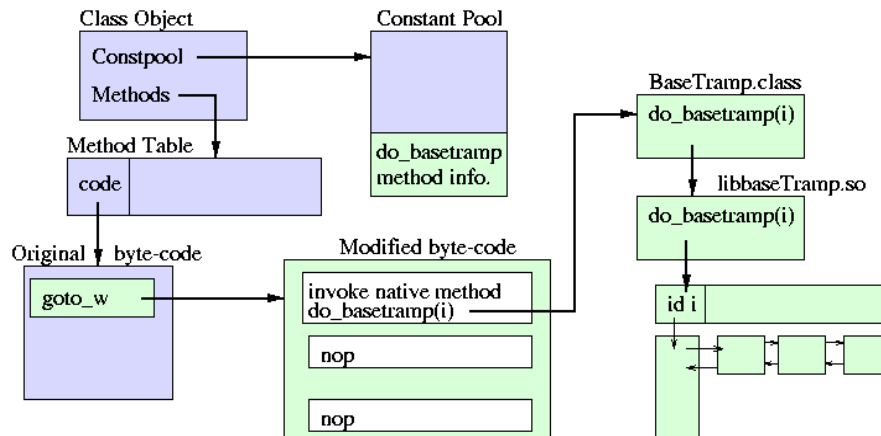 Class Object
Constpool
Methods
Constant Pool
do_basetramp
method info.
Method Table
code
Original byte-code
goto_w
Modified byte-code
invoke native method
do_basetramp(i)
nop
nop
BaseTramp.class
do_basetramp(i)
libbaseTramp.so
do_basetramp(i)
id i